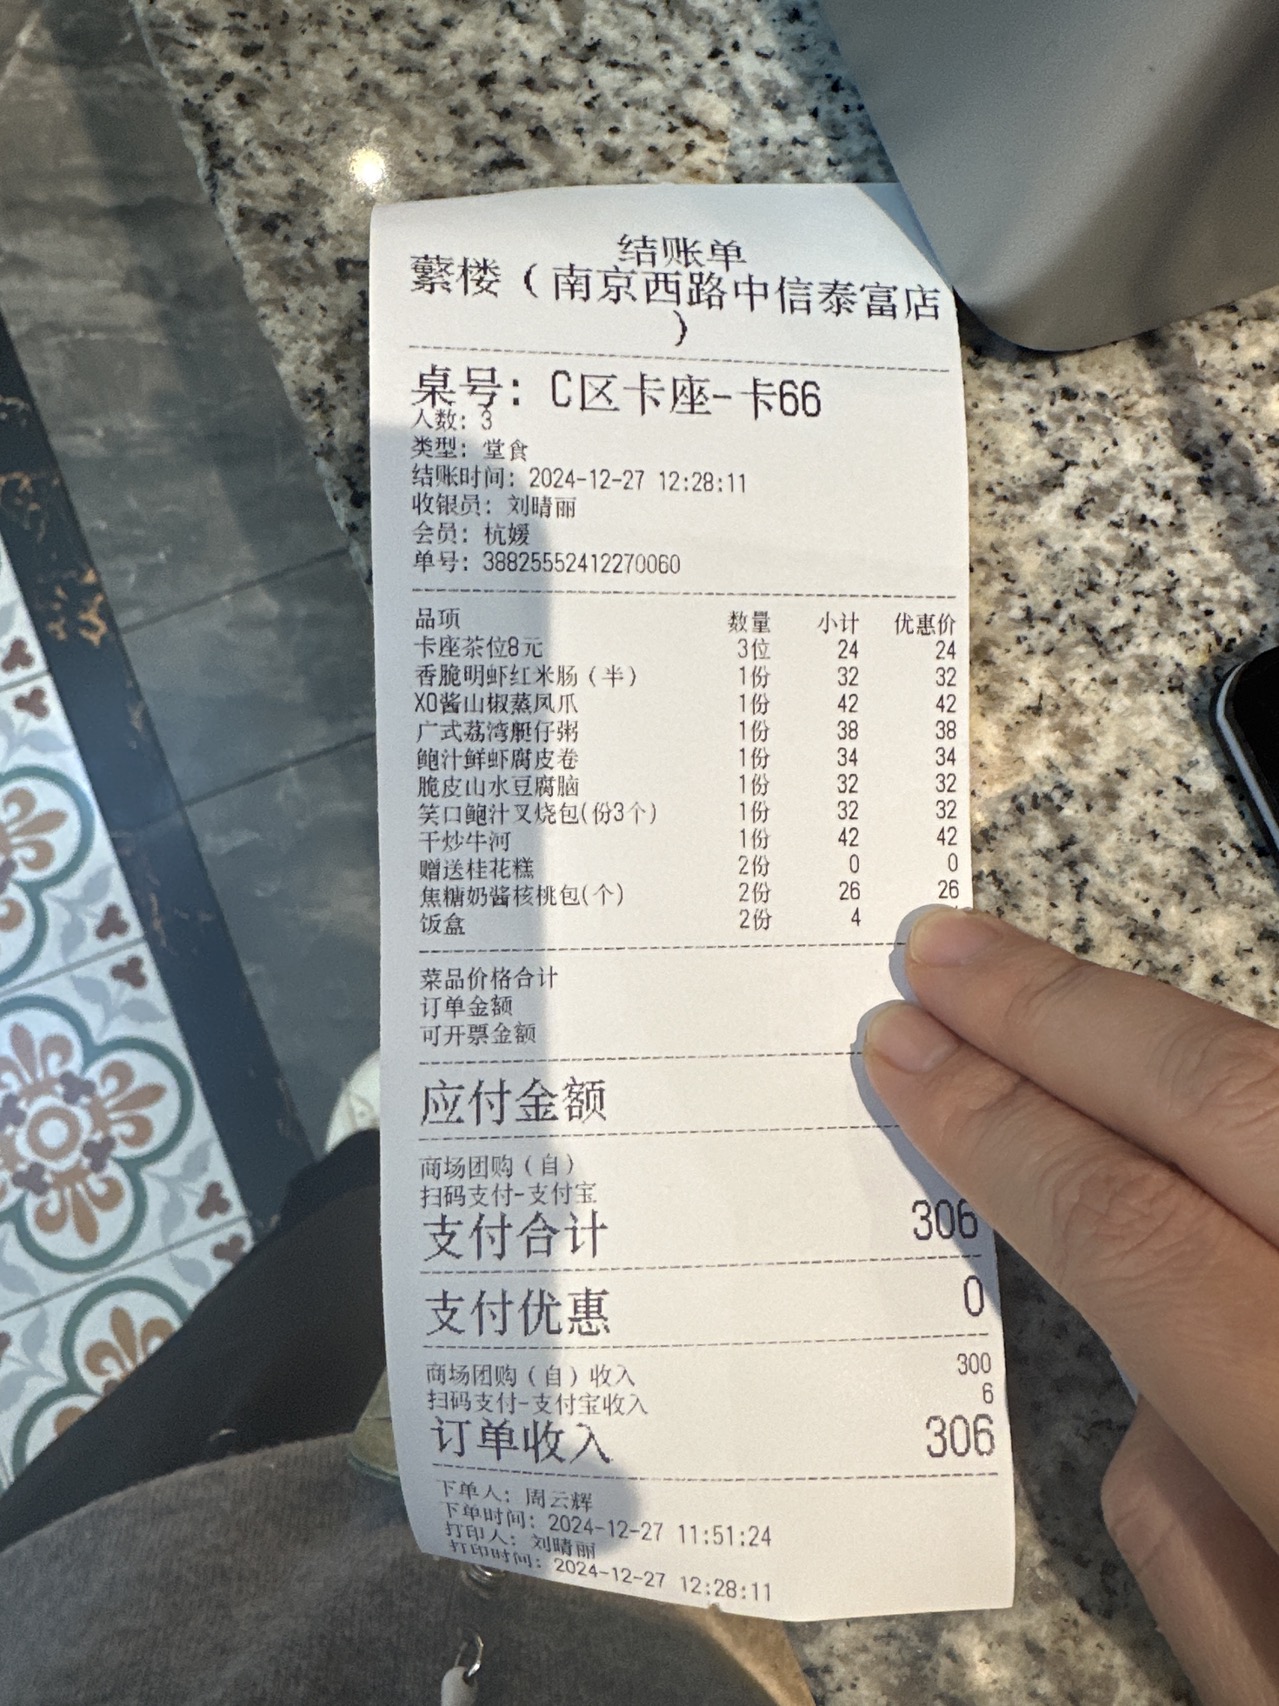 结账单
蘩楼（南京西路中信泰富店
）
桌号：C区卡座-卡66
人数：3
类型：堂食
结账时间：2024-12-27 12:28:11
收银员：刘晴丽
会员：杭媛
单号：38825552412270060
品项 数量 小计 优惠价
卡座茶位8元 3位 24 24
香脆明虾红米肠（半） 1份 32 32
XO酱山椒蒸凤爪 1份 42 42
广式荔湾艇仔粥 1份 38 38
鲍汁鲜虾腐皮卷 1份 34 34
脆皮山水豆腐脑 1份 32 32
笑口鲍汁叉烧包(份3个) 1份 32 32
干炒牛河 1份 42 42
赠送桂花糕 2份 0 0
焦糖奶酱核桃包(个) 2份 26 26
饭盒 2份 4
菜品价格合计
订单金额
可开票金额
应付金额
商场团购（自）
扫码支付-支付宝
支付合计 306
支付优惠 0
商场团购（自）收入 300
扫码支付-支付宝收入 6
订单收入 306
下单人：周云辉
下单时间：2024-12-27 11:51:24
打印人：刘晴丽
打印时间：2024-12-27 12:28:11